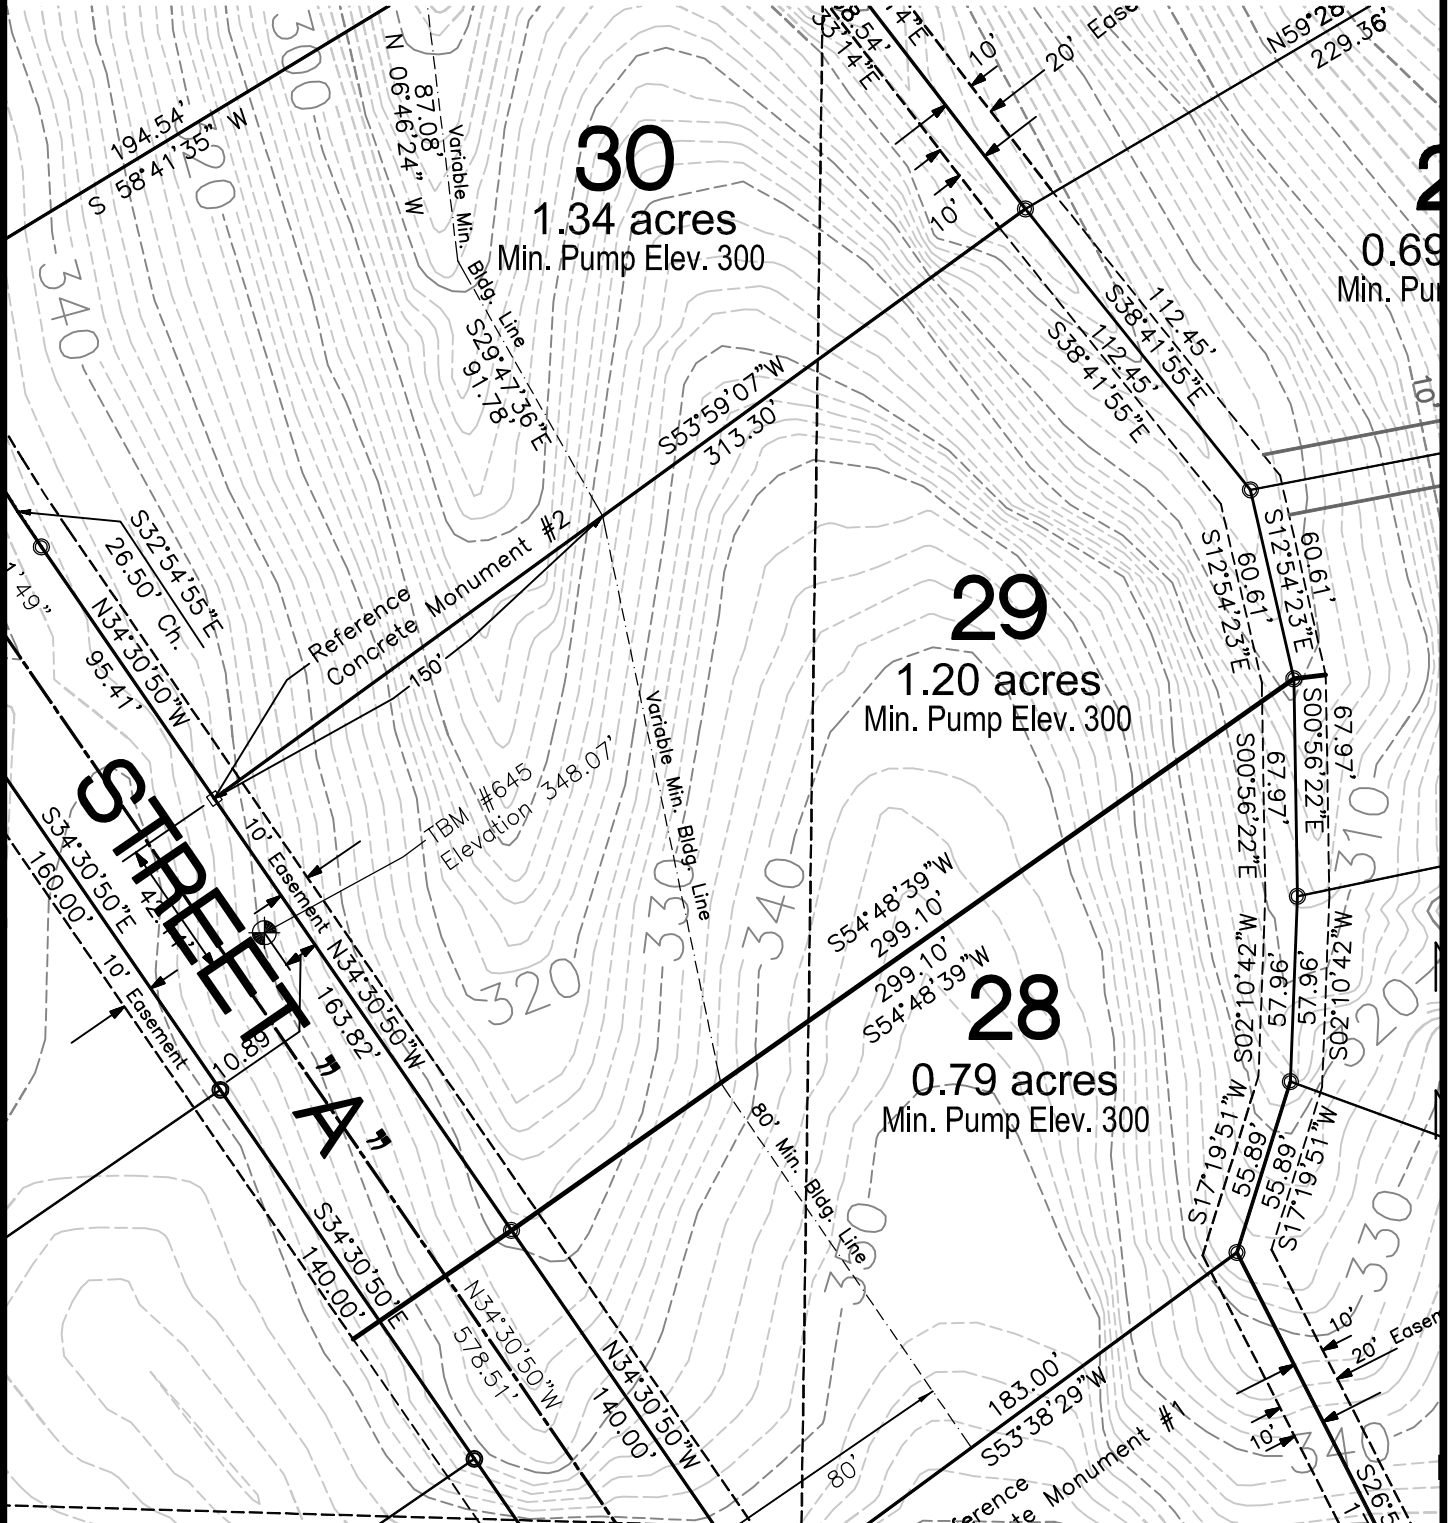 30
1.34 acres
Min. Pump Elev. 300
29
1.20 acres
Min. Pump Elev. 300
28
0.79 acres
Min. Pump Elev. 300
0.69
300
320
340
194.54'
S 58°41'35" W
N 06°46'24" W
87.08'
Variable Min. Bldg. Line
S29°47'36"E
91.78'
33'14"E
10'
20'
10'
N59°28
229.36'
S53°59'07"W
313.30'
112.45'
S38°41'55"E
112.45'
S38°41'55"E
10'
S12°54'23"E
60.61'
60.61'
S12°54'23"E
S32°54'55"E
26.50' Ch.
1'49"
N34°30'50"W
95.41'
Reference
Concrete Monument #2
150'
TBM #645
Elevation 348.07'
Variable Min. Bldg. Line
STREET "A"
S34°30'50"E
160.00'
10' Easement
10' Easement
N34°30'50"W
163.82'
320
330
340
S54°48'39"W
299.10'
299.10'
S54°48'39"W
S00°56'22"E
67.97'
67.97'
S00°56'22"E
310
S02°10'42"W
57.96'
57.96'
S02°10'42"W
320
S17°19'51"W
55.89'
55.89'
S17°19'51"W
330
80' Min. Bldg. Line
330
S34°30'50"E
140.00'
N34°30'50"W
578.51'
N34°30'50"W
140.00'
80'
183.00'
S53°38'29"W
Monument #1
10'
20'
10'
340